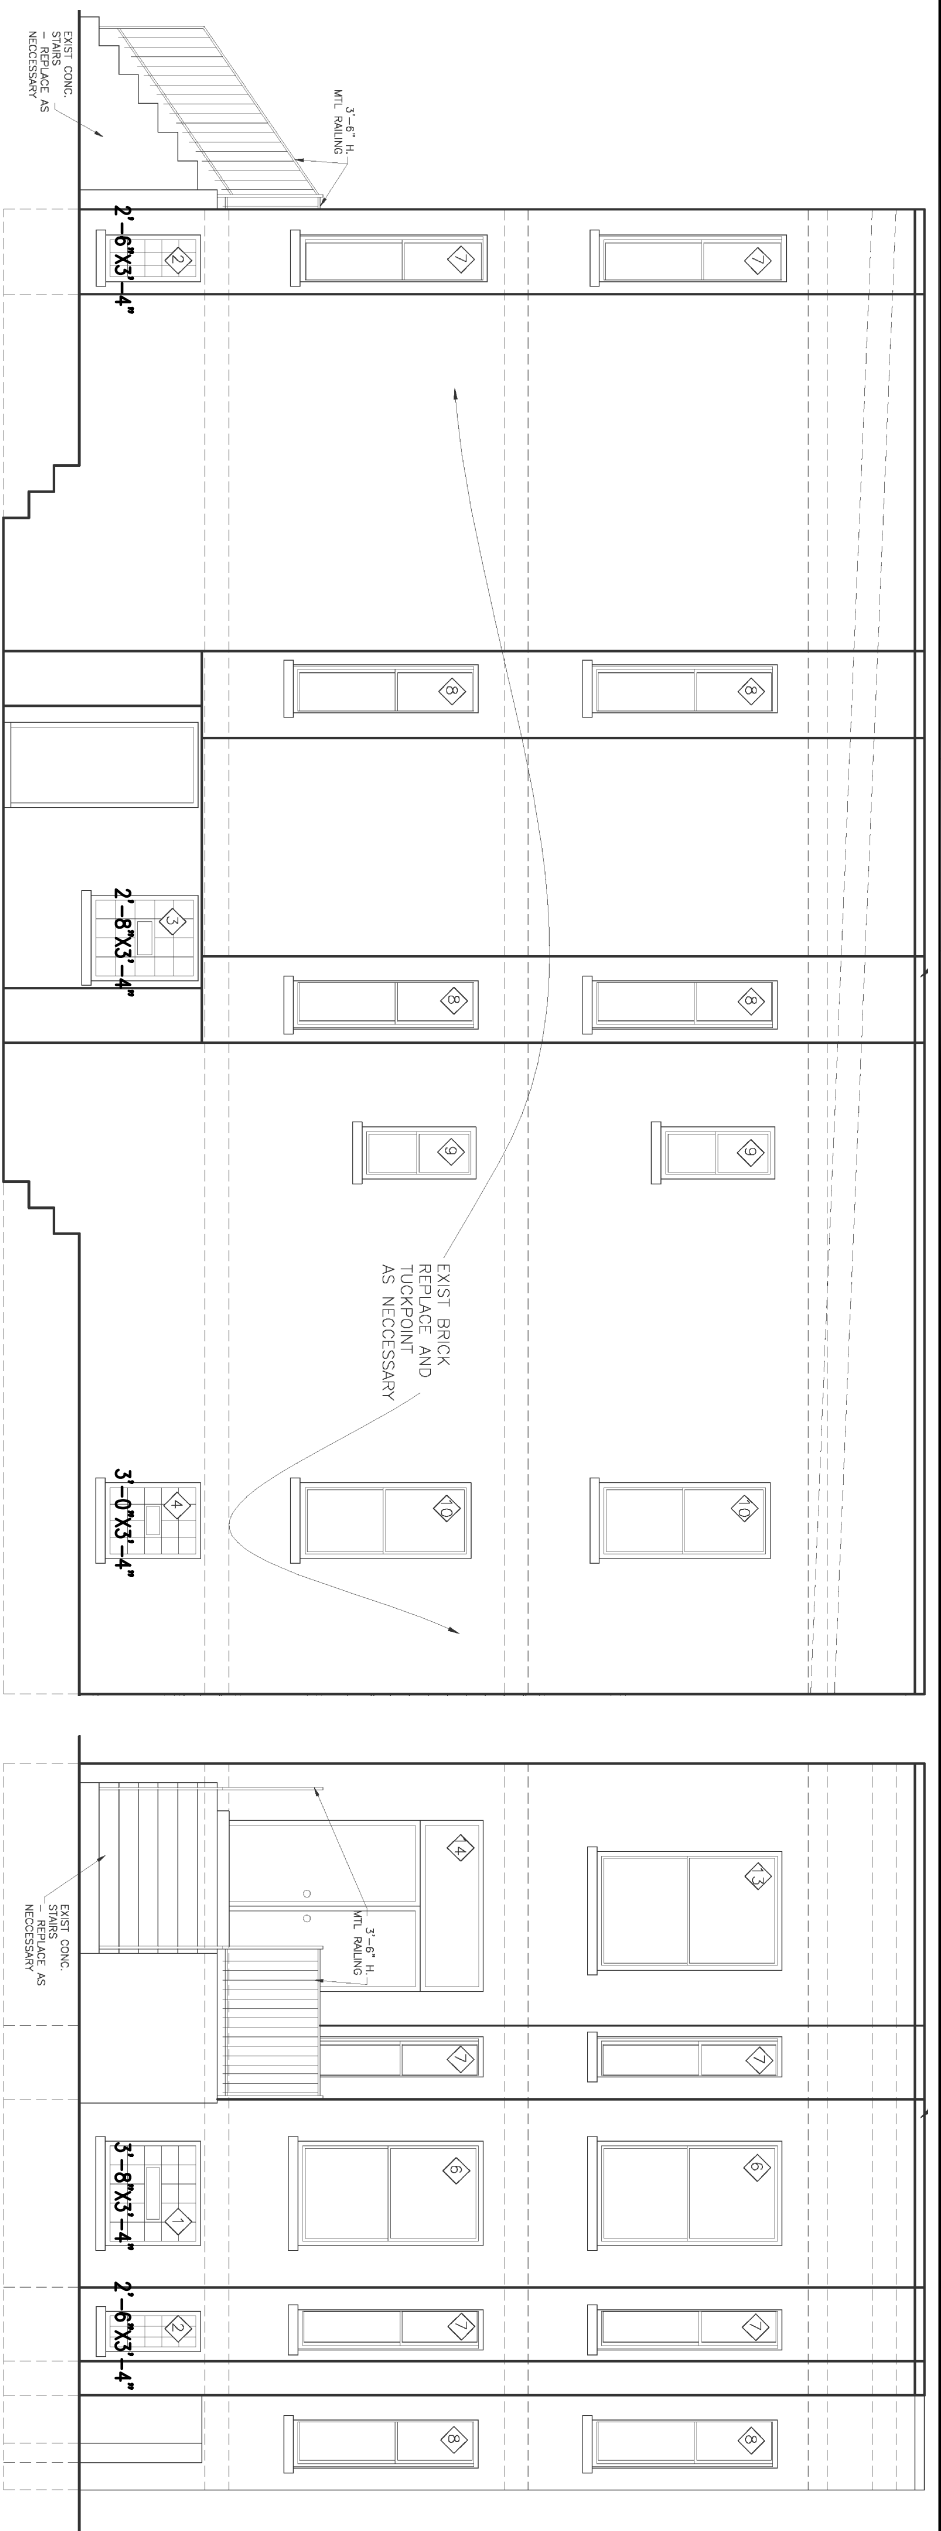 EXIST CONC.
STAIRS
– REPLACE AS
NECCESSARY
3'–6" H.
MTL RAILING
7
7
2
2'-6"X3'-4"
8
8
3
2'-8"X3'-4"
8
8
9
9
EXIST BRICK
REPLACE AND
TUCKPOINT
AS NECCESSARY
10
10
4
3'-0"X3'-4"
13
14
3'–6" H.
MTL RAILING
EXIST CONC.
STAIRS
– REPLACE AS
NECCESSARY
7
7
6
6
1
3'-8"X3'-4"
7
7
2
2'-6"X3'-4"
8
8